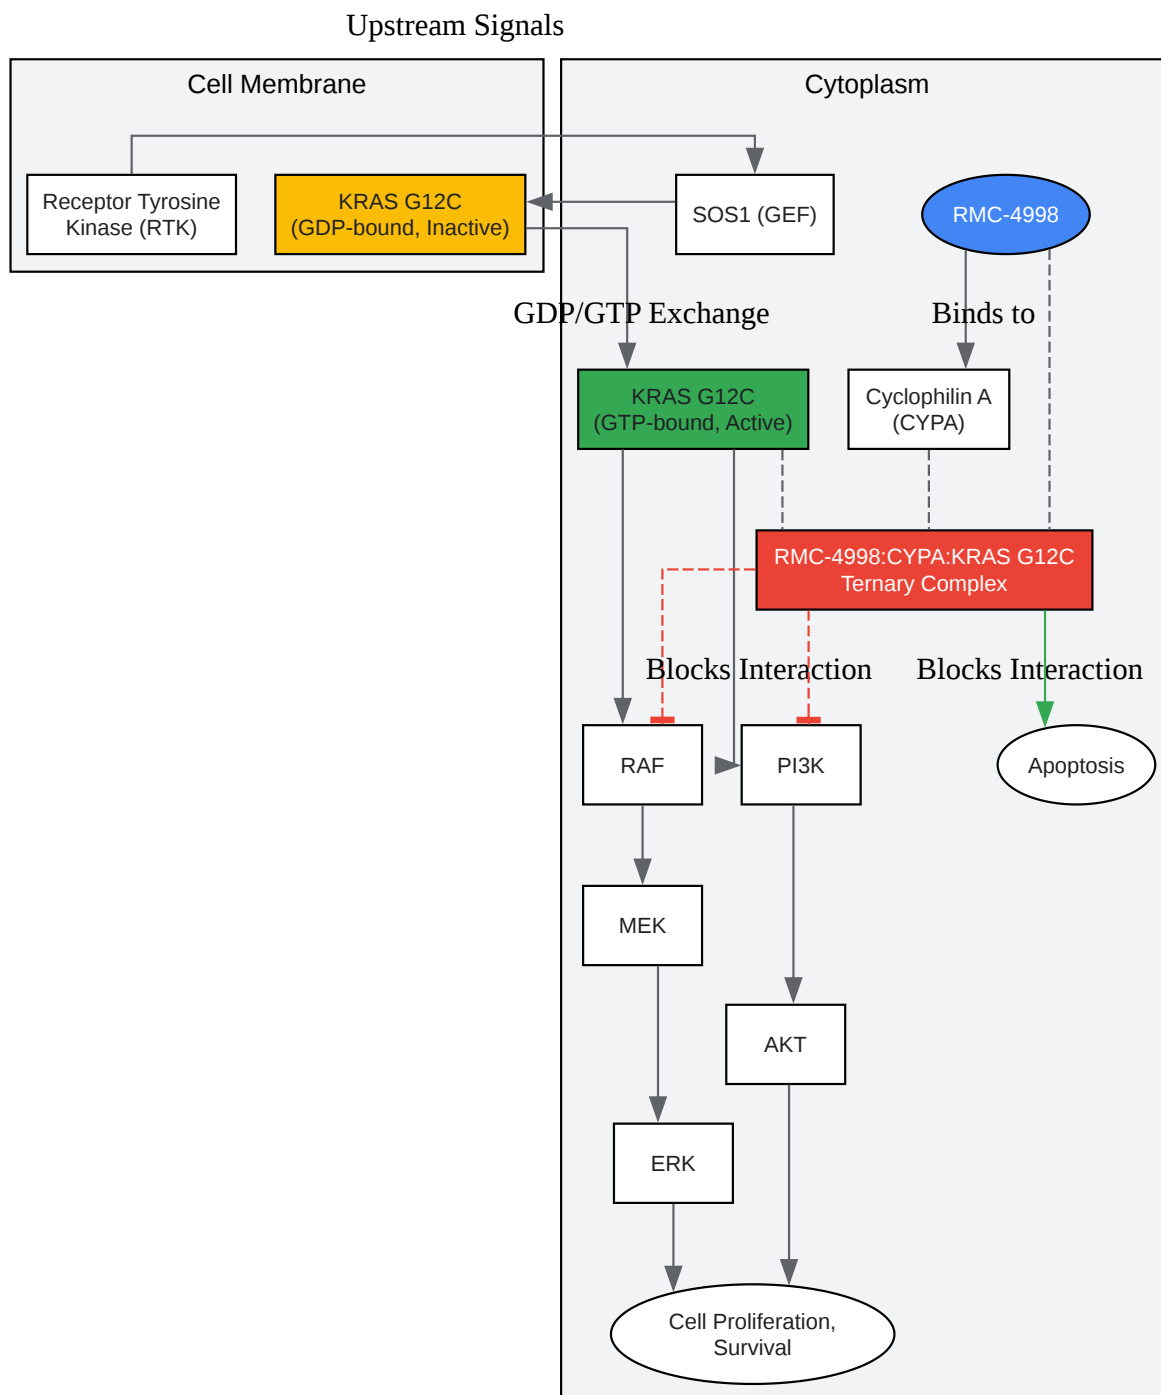 Upstream Signals
Cell Membrane
Cytoplasm
Receptor Tyrosine
Kinase (RTK)
KRAS G12C
(GDP-bound, Inactive)
SOS1 (GEF)
RMC-4998
GDP/GTP Exchange
Binds to
KRAS G12C
(GTP-bound, Active)
Cyclophilin A
(CYPA)
RMC-4998:CYPA:KRAS G12C
Ternary Complex
Blocks Interaction
Blocks Interaction
RAF
PI3K
Apoptosis
MEK
AKT
ERK
Cell Proliferation,
Survival